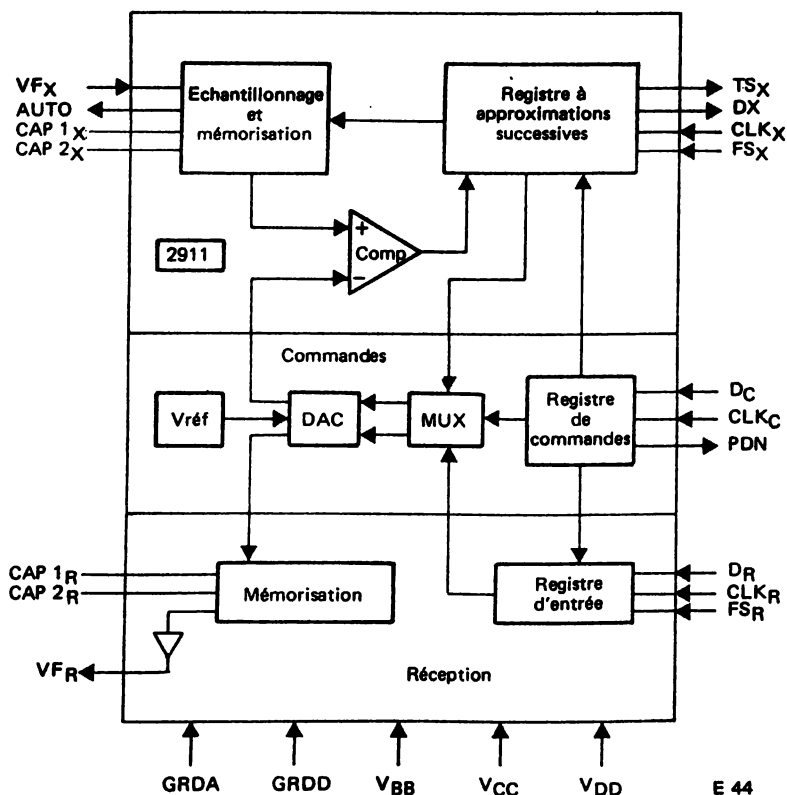 VFX
AUTO
CAP 1X
CAP 2X
Echantillonnage
et
mémorisation
Registre à
approximations
successives
TSX
DX
CLKX
FSX
+
Comp
−
2911
Commandes
Vréf
DAC
MUX
Registre
de
commandes
DC
CLKC
PDN
CAP 1R
CAP 2R
Mémorisation
Registre
d'entrée
DR
CLKR
FSR
VFR
Réception
GRDA
GRDD
VBB
VCC
VDD
E 44